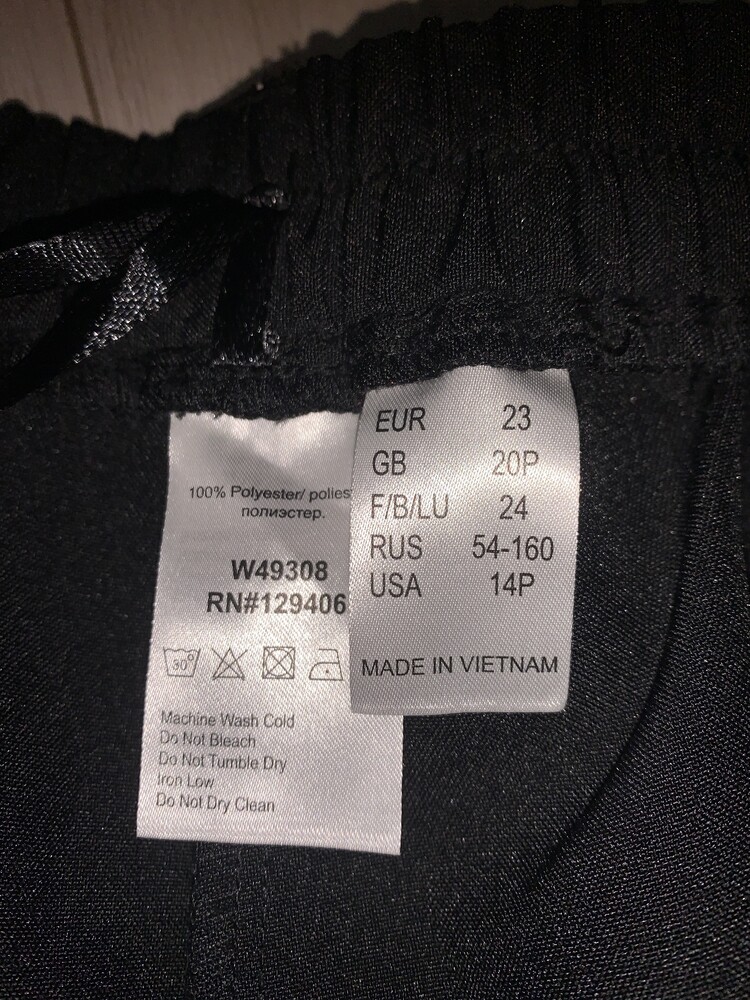 EUR 23
GB 20P
F/B/LU 24
RUS 54-160
USA 14P
MADE IN VIETNAM
100% Polyester/ polies
полиэстер.
W49308
RN#129406
30°
Machine Wash Cold
Do Not Bleach
Do Not Tumble Dry
Iron Low
Do Not Dry Clean